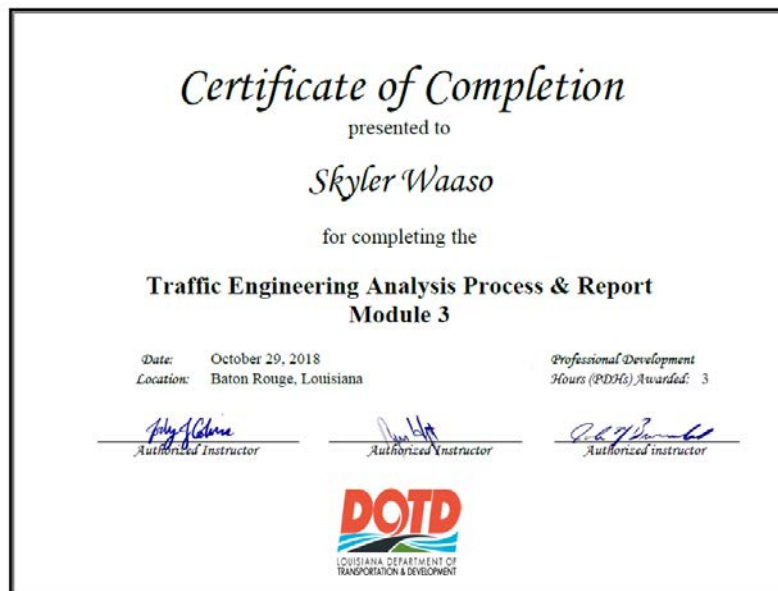 Certificate of Completion
presented to
Skyler Waaso
for completing the
Traffic Engineering Analysis Process & Report
Module 3
Date: October 29, 2018
Location: Baton Rouge, Louisiana
Professional Development
Hours (PDHs) Awarded: 3
Authorized Instructor
Authorized Instructor
Authorized instructor
DOTD
LOUISIANA DEPARTMENT OF
TRANSPORTATION & DEVELOPMENT